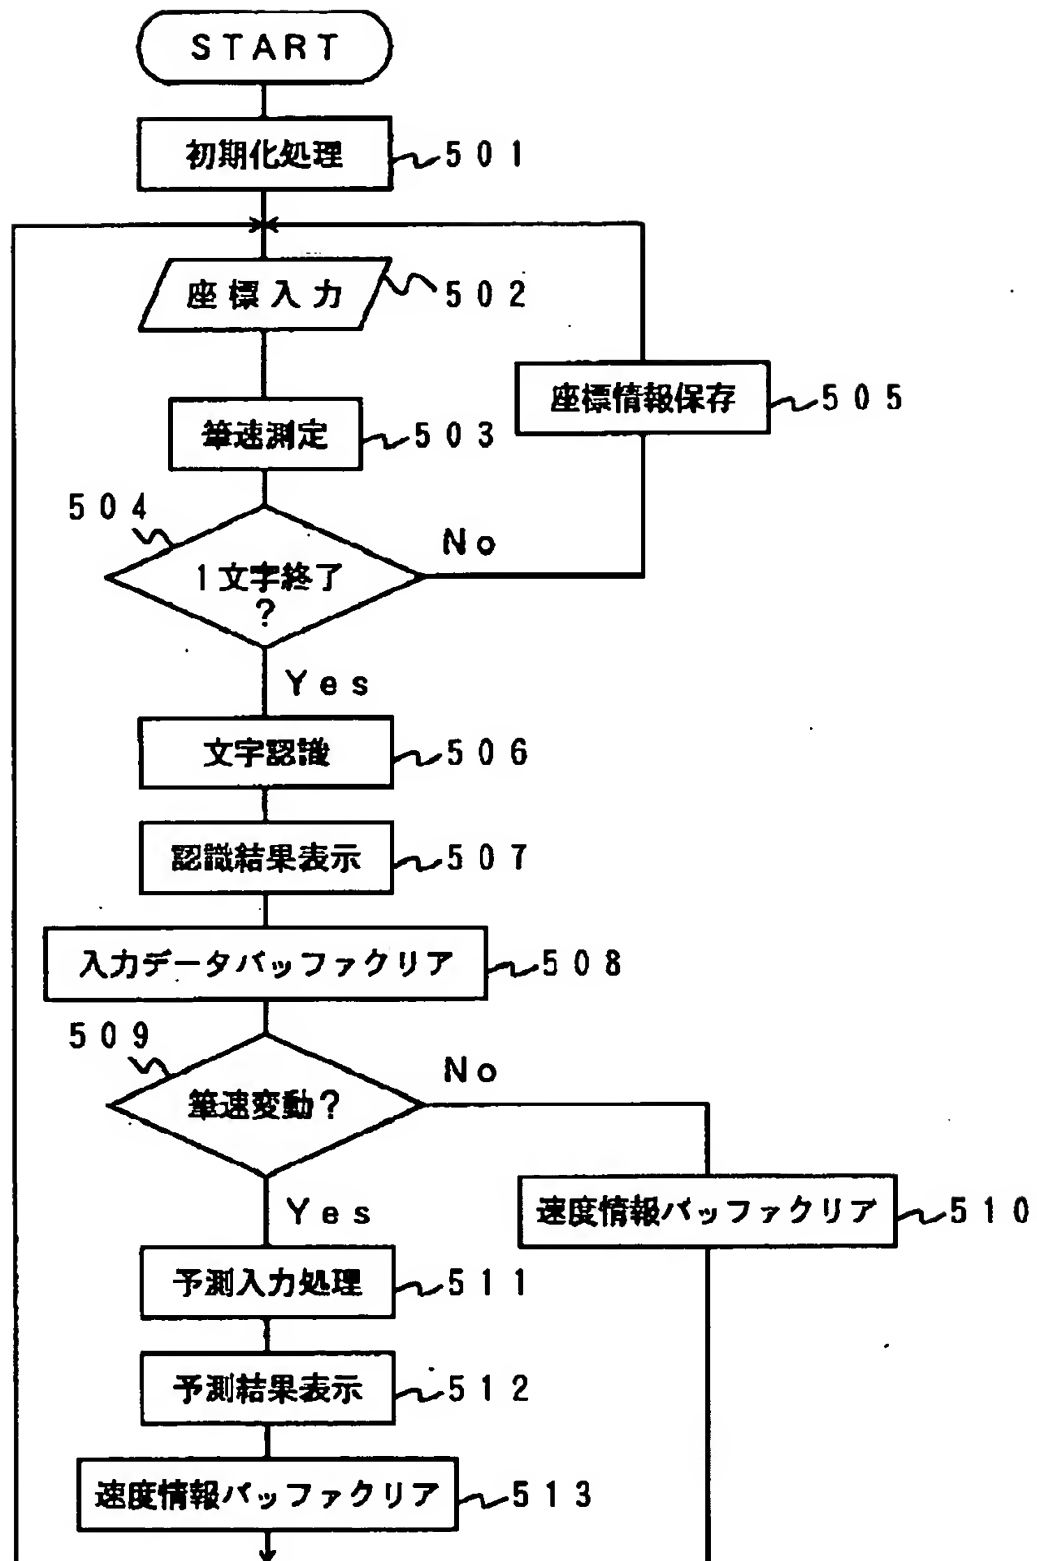 START
初期化処理
501
座標入力
502
座標情報保存
505
筆速測定
503
504
1文字終了
?
No
Yes
文字認識
506
認識結果表示
507
入力データバッファクリア
508
509
筆速変動?
No
Yes
速度情報バッファクリア
510
予測入力処理
511
予測結果表示
512
速度情報バッファクリア
513